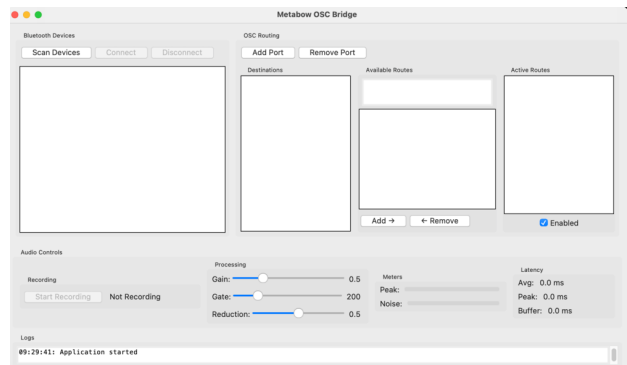 Metabow OSC Bridge
Bluetooth Devices
Scan Devices Connect Disconnect
OSC Routing
Add Port Remove Port
Destinations
Available Routes
Active Routes
Add → ← Remove
Enabled
Audio Controls
Recording
Start Recording Not Recording
Processing
Gain: 0.5
Gate: 200
Reduction: 0.5
Meters
Peak:
Noise:
Latency
Avg: 0.0 ms
Peak: 0.0 ms
Buffer: 0.0 ms
Logs
09:29:41: Application started